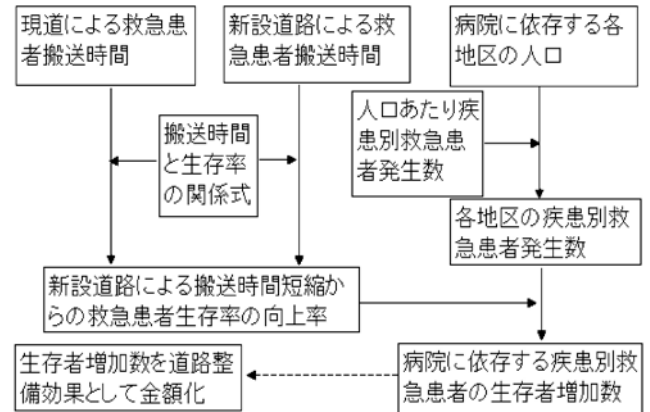 現道による救急患
者搬送時間
新設道路による救
急患者搬送時間
病院に依存する各
地区の人口
人口あたり疾
患別救急患
者発生数
搬送時間
と生存率
の関係式
各地区の疾患別救
急患者発生数
新設道路による搬送時間短縮か
らの救急患者生存率の向上率
生存者増加数を道路整
備効果として金額化
病院に依存する疾患別救
急患者の生存者増加数